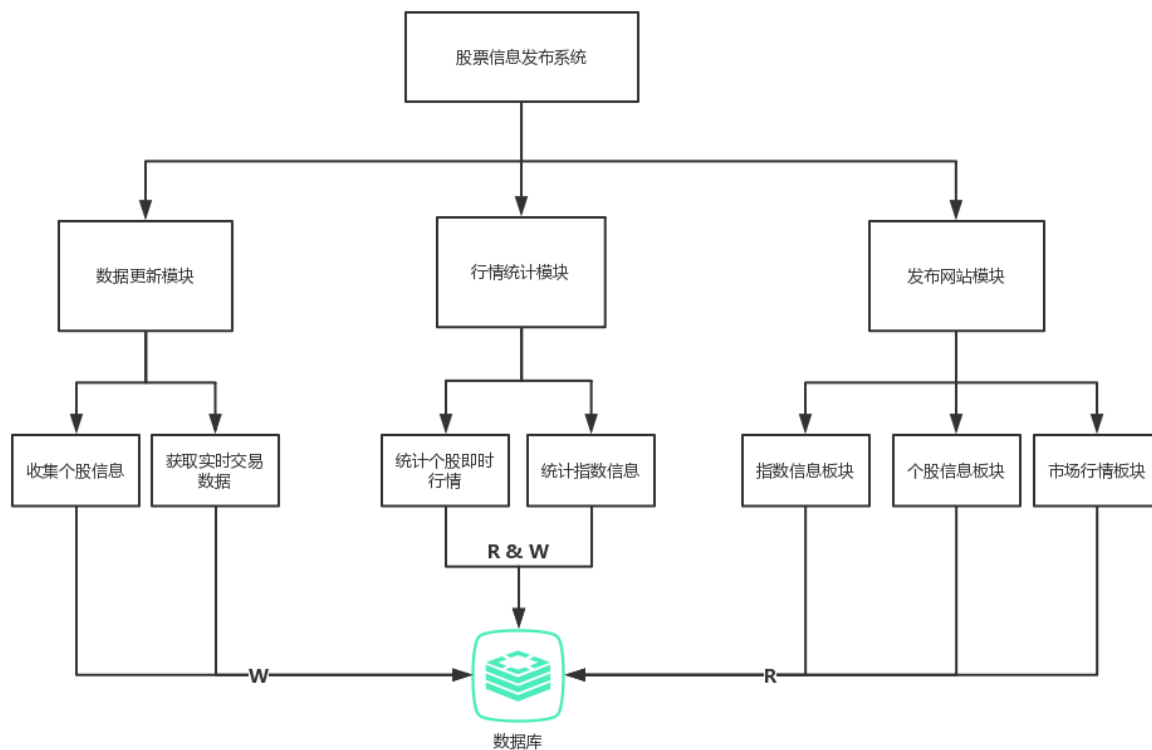 股票信息发布系统
数据更新模块
行情统计模块
发布网站模块
收集个股信息
获取实时交易
数据
统计个股即时
行情
统计指数信息
指数信息板块
个股信息板块
市场行情板块
R & W
W
R
数据库